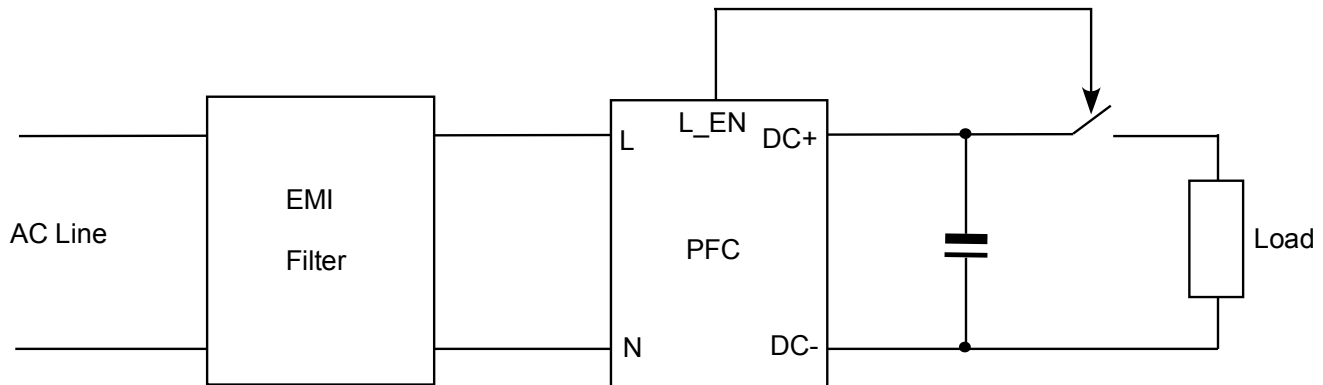 AC Line
EMI
Filter
L
N
L_EN
PFC
DC+
DC-
Load